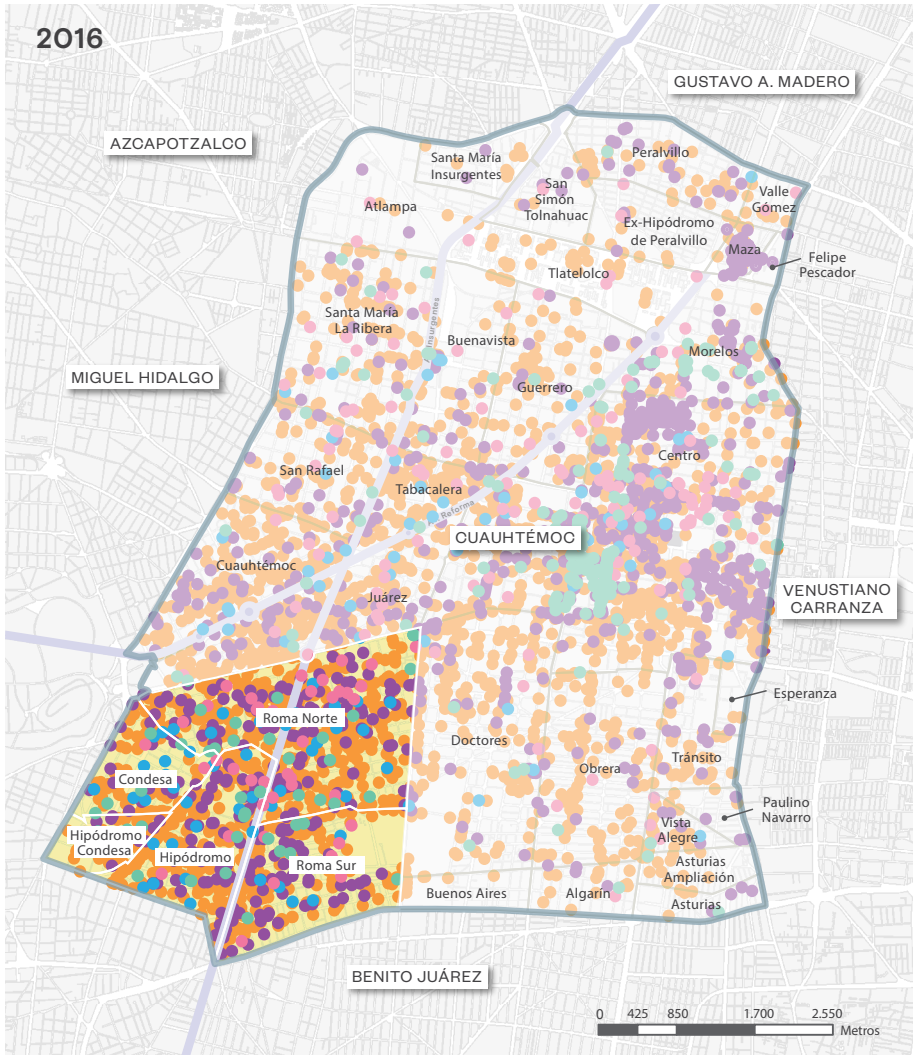 2016
GUSTAVO A. MADERO
AZCAPOTZALCO
Santa María
Insurgentes
Peralvillo
San
Simón
Tolnahuac
Valle
Gómez
Atlampa
Ex-Hipódromo
de Peralvillo
Maza
Felipe
Pescador
Tlatelolco
Santa María
La Ribera
Insurgentes
Buenavista
Morelos
MIGUEL HIDALGO
Guerrero
Centro
San Rafael
Tabacalera
Av. Reforma
CUAUHTÉMOC
Cuauhtémoc
Juárez
VENUSTIANO
CARRANZA
Esperanza
Roma Norte
Doctores
Tránsito
Obrera
Condesa
Paulino
Navarro
Vista
Alegre
Hipódromo
Condesa
Hipódromo
Roma Sur
Asturias
Ampliación
Buenos Aires
Algarín
Asturias
BENITO JUÁREZ
0 425 850 1.700 2.550
Metros